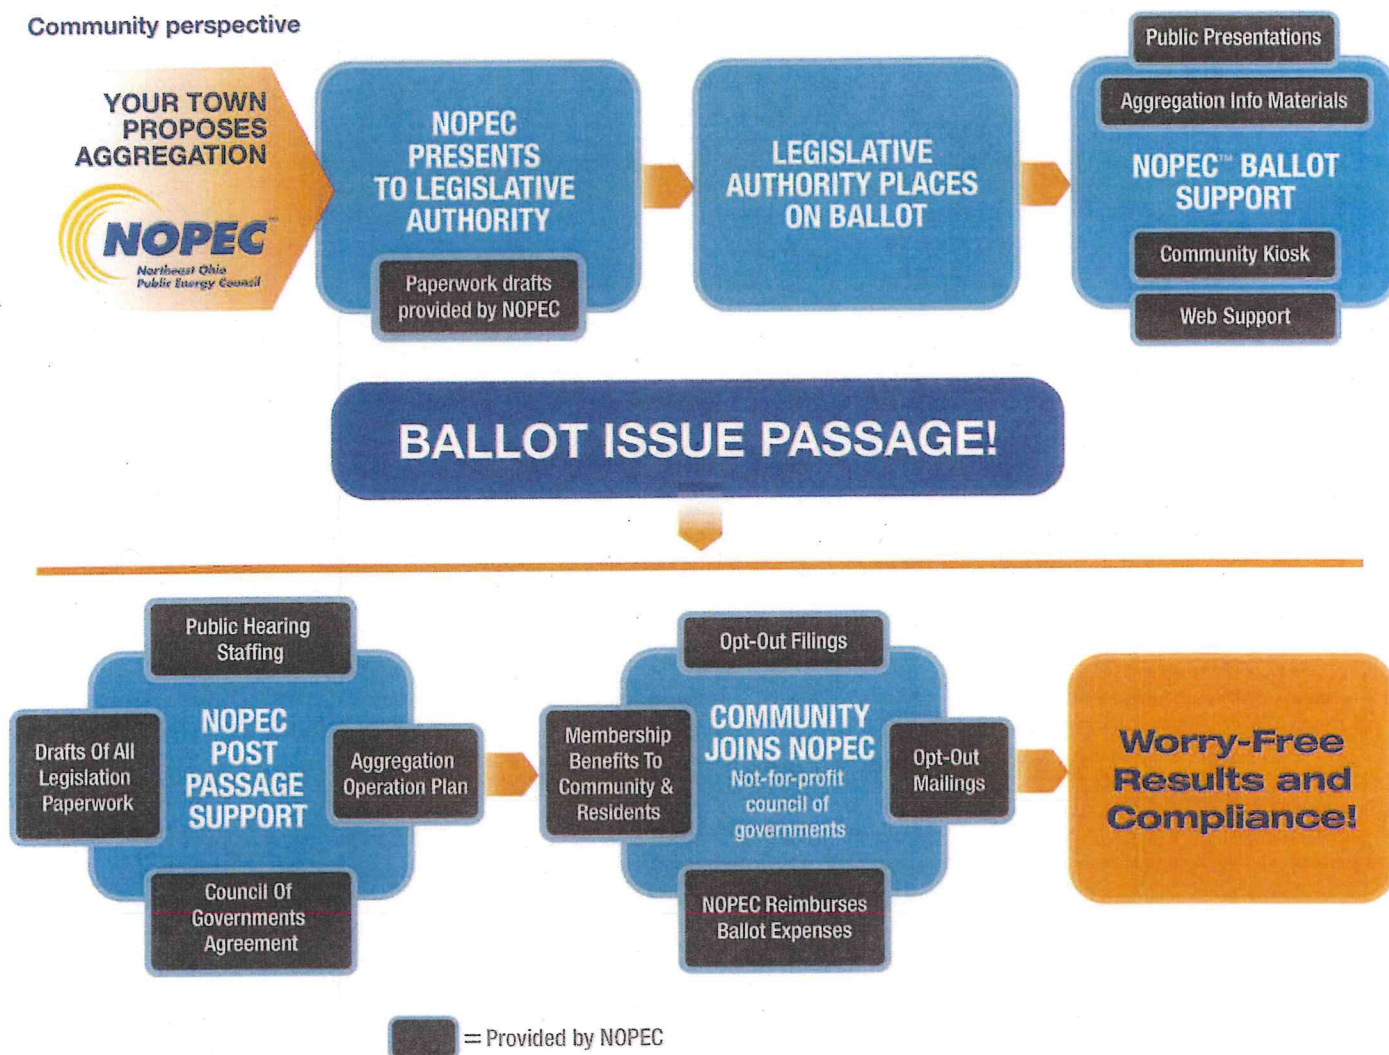 Community perspective
YOUR TOWN
PROPOSES
AGGREGATION
NOPEC™
Northeast Ohio
Public Energy Council
NOPEC
PRESENTS
TO LEGISLATIVE
AUTHORITY
Paperwork drafts
provided by NOPEC
LEGISLATIVE
AUTHORITY PLACES
ON BALLOT
Public Presentations
Aggregation Info Materials
NOPEC™ BALLOT
SUPPORT
Community Kiosk
Web Support
BALLOT ISSUE PASSAGE!
Public Hearing
Staffing
Drafts Of All
Legislation
Paperwork
NOPEC
POST
PASSAGE
SUPPORT
Aggregation
Operation Plan
Council Of
Governments
Agreement
Opt-Out Filings
Membership
Benefits To
Community &
Residents
COMMUNITY
JOINS NOPEC
Not-for-profit
council of
governments
Opt-Out
Mailings
NOPEC Reimburses
Ballot Expenses
Worry-Free
Results and
Compliance!
= Provided by NOPEC